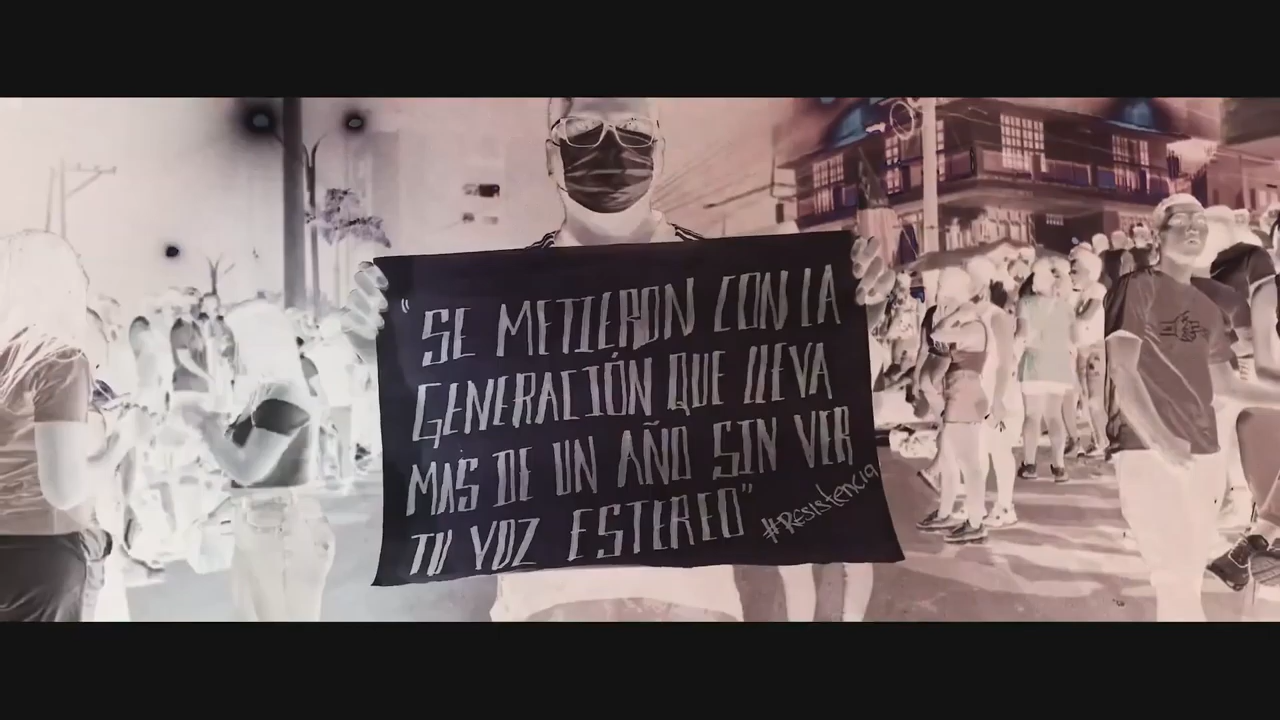 "SE METIERON CON LA
GENERACIÓN QUE LLEVA
MAS DE UN AÑO SIN VER
TU VOZ ESTEREO"
#Resistencia